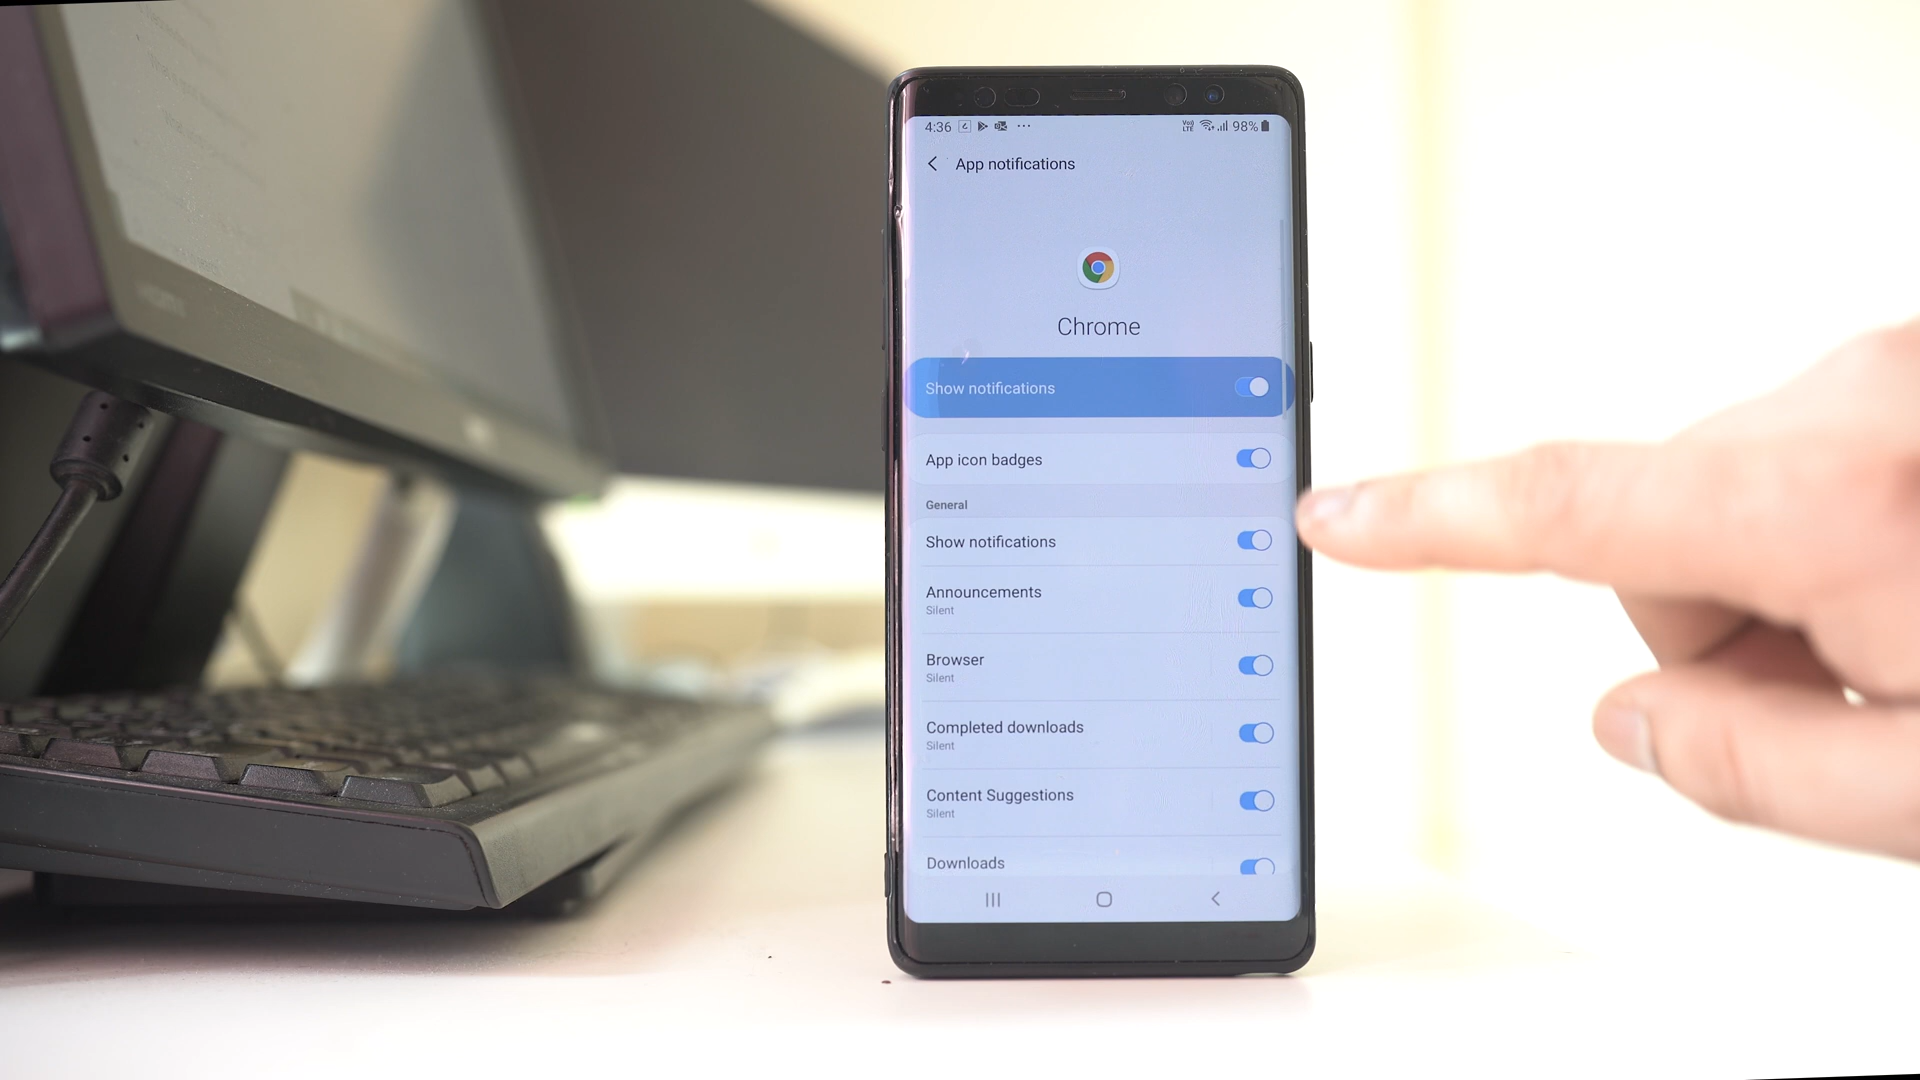 4:36 98%
App notifications
Chrome
Show notifications
App icon badges
General
Show notifications
Announcements
Silent
Browser
Silent
Completed downloads
Silent
Content Suggestions
Silent
Downloads